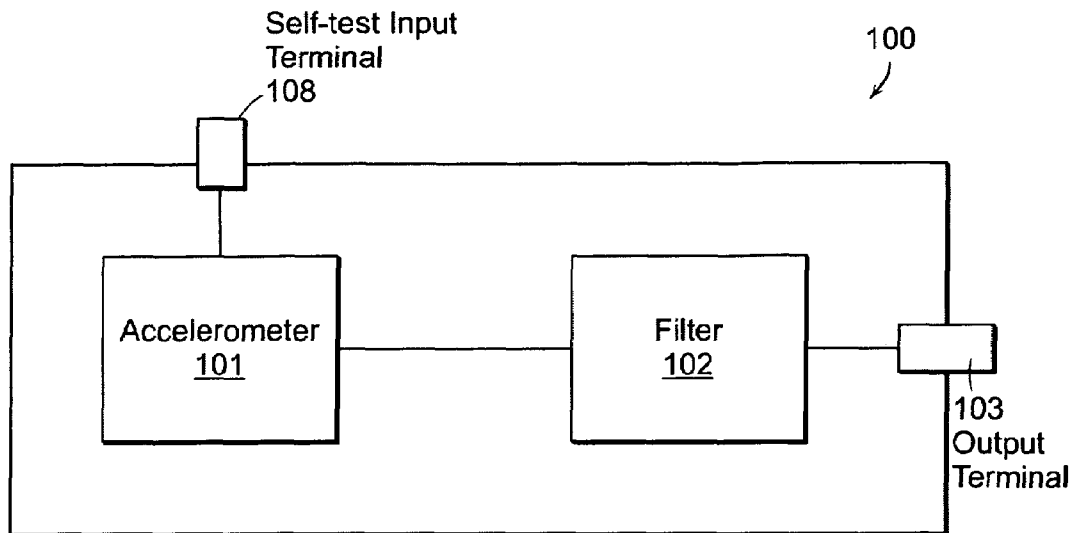 Self-test Input
Terminal
108
100
Accelerometer
101
Filter
102
103
Output
Terminal